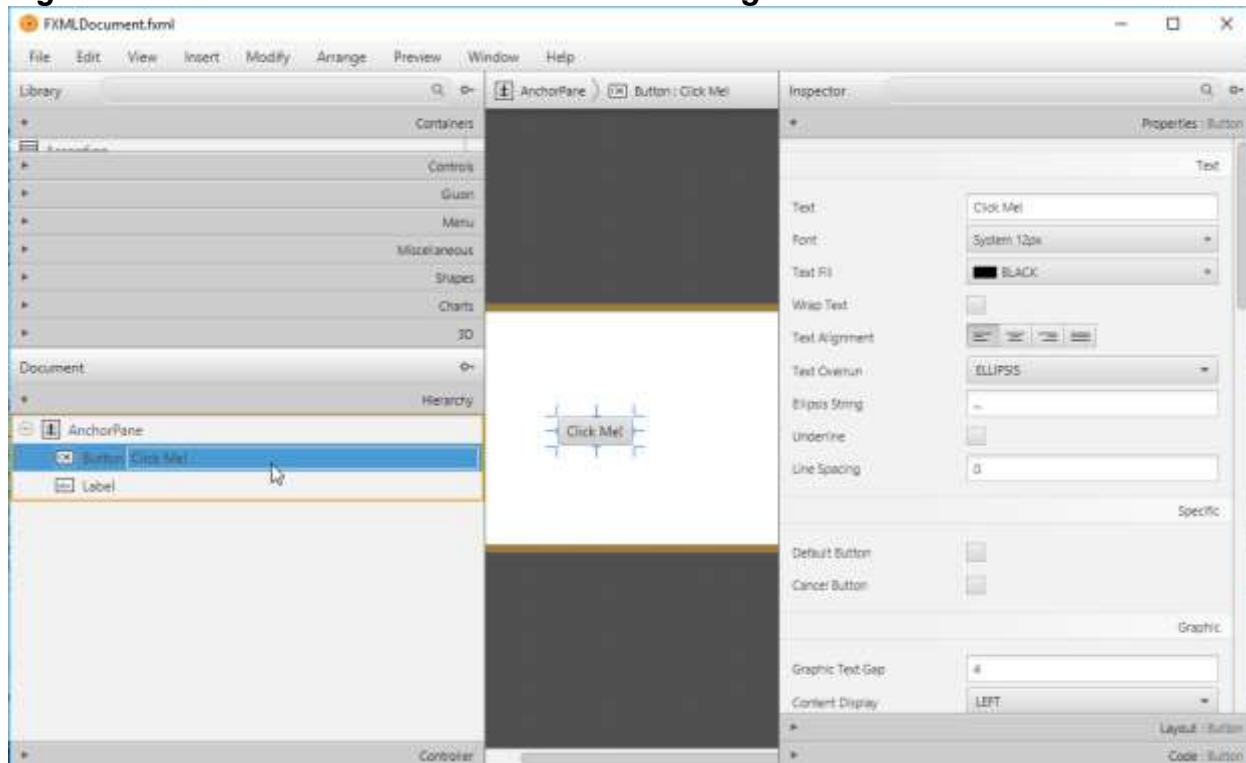 FXMLDocument.fxml
File Edit View Insert Modify Arrange Preview Window Help
Library
Containers
Controls
Gluon
Menu
Miscellaneous
Shapes
Charts
3D
Document
Hierarchy
AnchorPane
Button Click Me!
Label
Controller
AnchorPane Button : Click Me!
Click Me!
Inspector
Properties : Button
Text
Text Click Me!
Font System 12px
Text Fill BLACK
Wrap Text
Text Alignment
Text Overrun ELLIPSIS
Ellipsis String ...
Underline
Line Spacing 0
Specific
Default Button
Cancel Button
Graphic
Graphic Text Gap 4
Content Display LEFT
Layout : Button
Code : Button